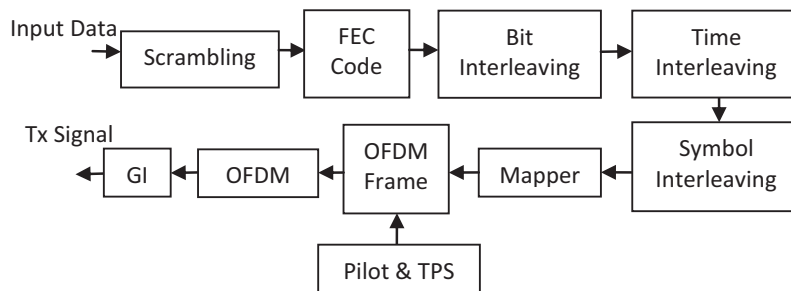 Input Data
Scrambling
FEC
Code
Bit
Interleaving
Time
Interleaving
Symbol
Interleaving
Mapper
OFDM
Frame
OFDM
GI
Tx Signal
Pilot & TPS